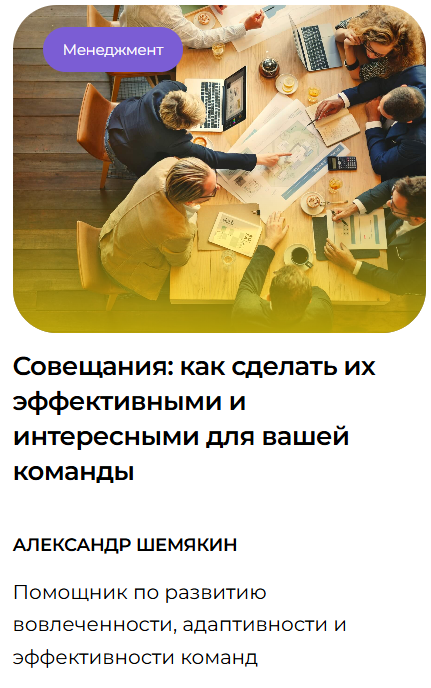 Менеджмент
Совещания: как сделать их
эффективными и
интересными для вашей
команды
АЛЕКСАНДР ШЕМЯКИН
Помощник по развитию
вовлеченности, адаптивности и
эффективности команд